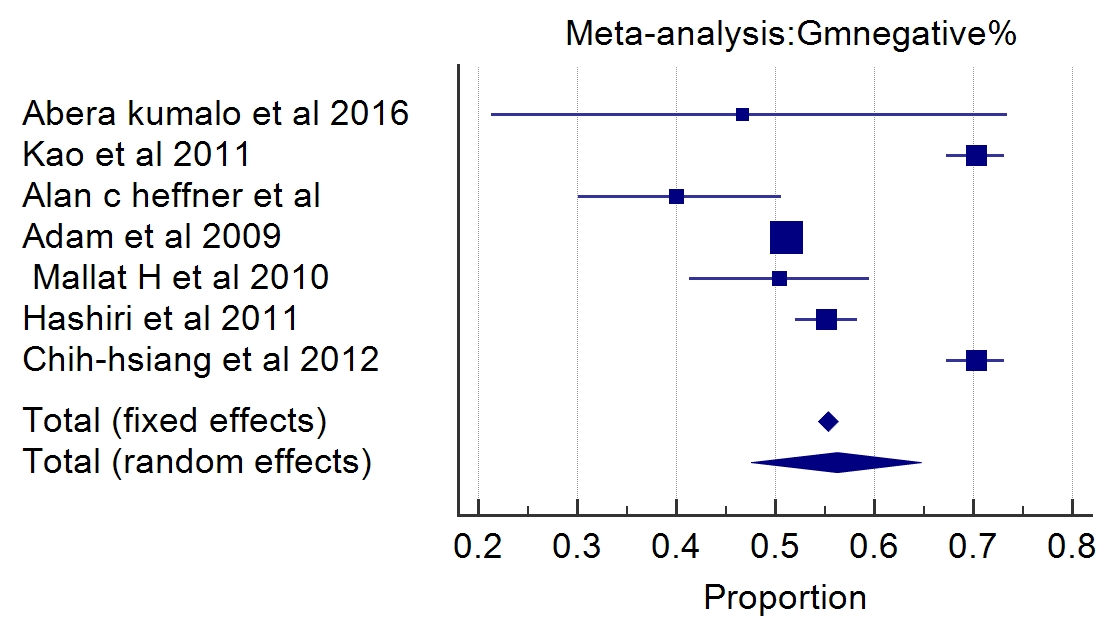 Meta-analysis:Gmnegative%
Abera kumalo et al 2016
Kao et al 2011
Alan c heffner et al
Adam et al 2009
Mallat H et al 2010
Hashiri et al 2011
Chih-hsiang et al 2012
Total (fixed effects)
Total (random effects)
0.2 0.3 0.4 0.5 0.6 0.7 0.8
Proportion